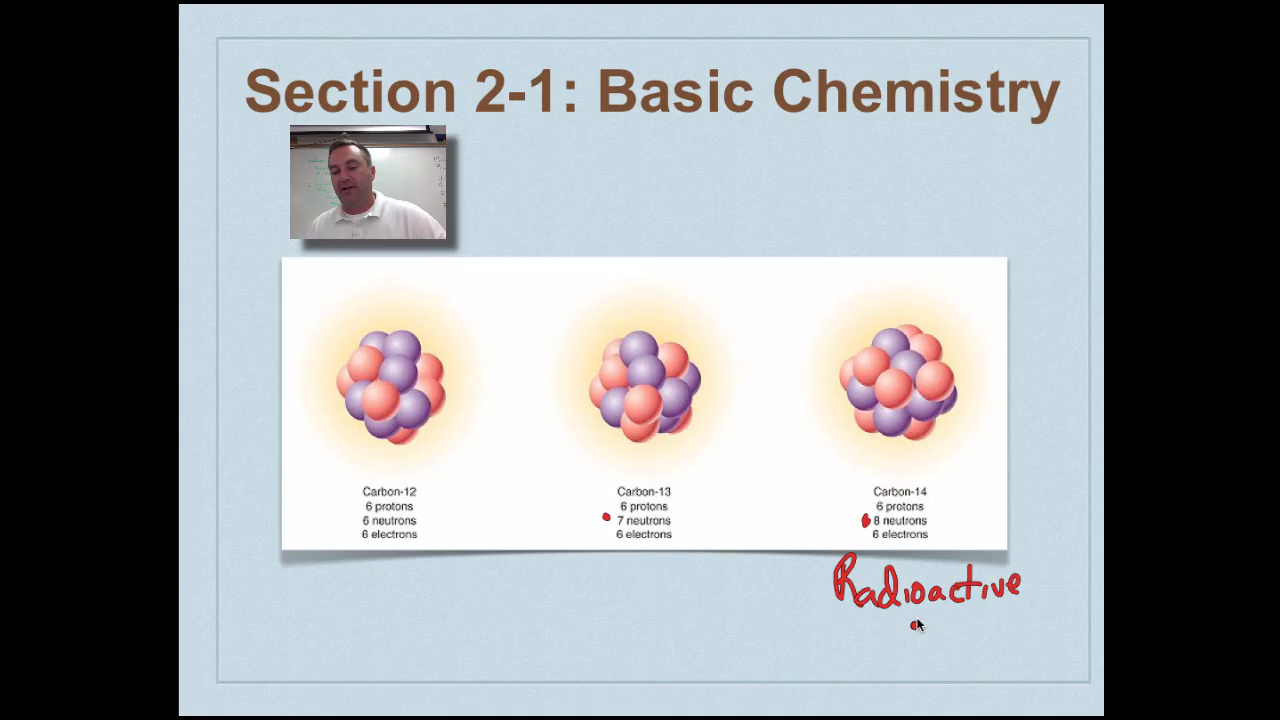 Section 2-1: Basic Chemistry
Carbon-12
6 protons
6 neutrons
6 electrons
Carbon-13
6 protons
7 neutrons
6 electrons
Carbon-14
6 protons
8 neutrons
6 electrons
Radioactive